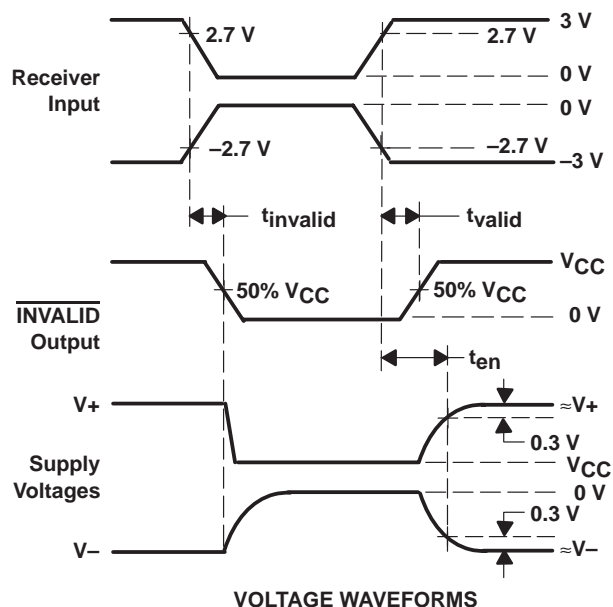 3 V
2.7 V
2.7 V
Receiver
Input
0 V
0 V
–2.7 V
–2.7 V
–3 V
tinvalid
tvalid
VCC
50% VCC
50% VCC
INVALID
Output
0 V
ten
V+
≈V+
0.3 V
Supply
Voltages
VCC
0 V
0.3 V
V–
≈V–
VOLTAGE WAVEFORMS